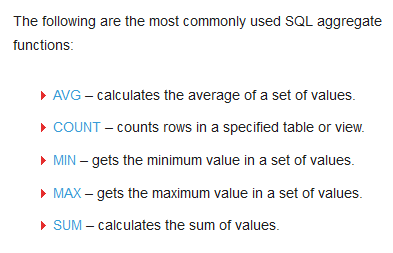 The following are the most commonly used SQL aggregate
functions:
AVG – calculates the average of a set of values.
COUNT – counts rows in a specified table or view.
MIN – gets the minimum value in a set of values.
MAX – gets the maximum value in a set of values.
SUM – calculates the sum of values.